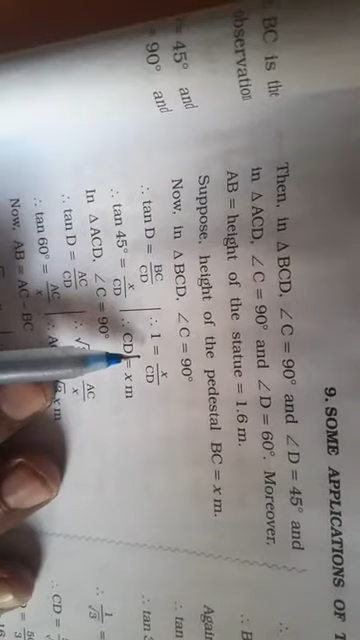 BC is the
observation
= 45° and
= 90° and
9. SOME APPLICATIONS OF
Then, in Δ BCD, ∠C = 90° and ∠D = 45° and
in Δ ACD, ∠C = 90° and ∠D = 60°. Moreover,
AB = height of the statue = 1.6 m.
Suppose, height of the pedestal BC = x m.
Now, in Δ BCD, ∠C = 90°
∴ tan D = BC/CD | ∴ 1 = x/CD
∴ tan 45° = x/CD | ∴ CD = x m
In Δ ACD, ∠C = 90°
∴ tan D = AC/CD | ∴ √ AC/x
∴ tan 60° = AC/x | ∴ x m
Now, AB = AC - BC
∴ B
Again
∴ tan
∴ tan
∴ 1/√3 =
∴ CD =